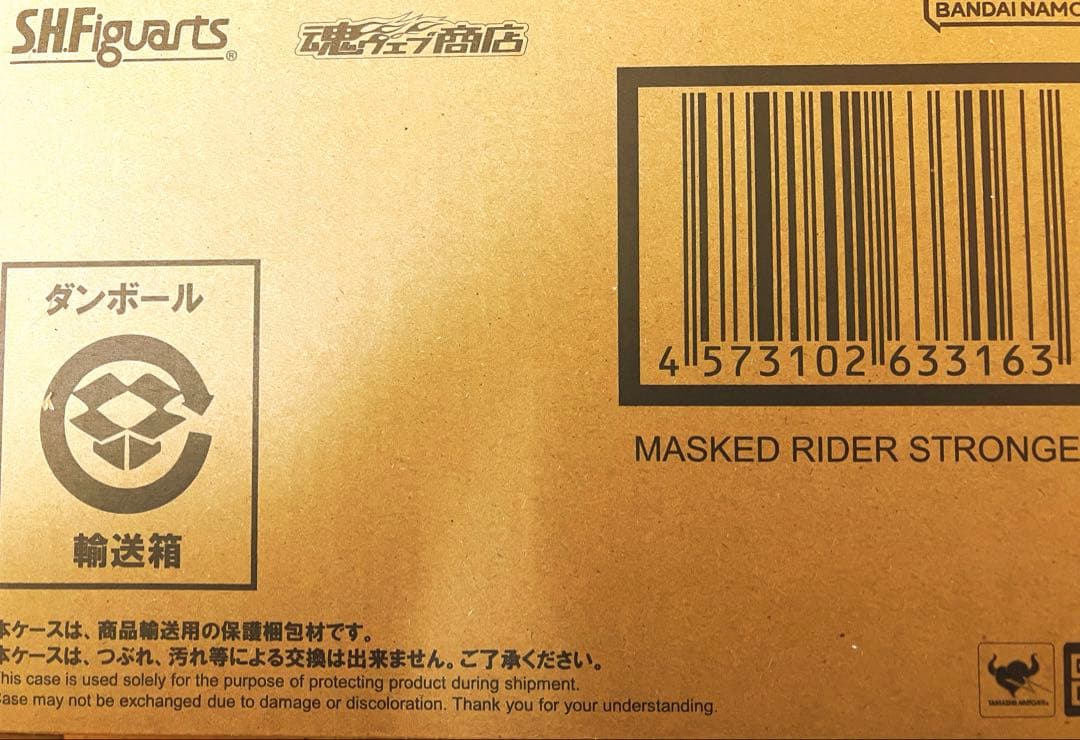 S.H.Figuarts®
魂ウェブ商店
BANDAI NAMCO
4 573102 633163
MASKED RIDER STRONGE
ダンボール
輸送箱
本ケースは、商品輸送用の保護梱包材です。
本ケースは、つぶれ、汚れ等による交換は出来ません。ご了承ください。
This case is used solely for the purpose of protecting product during shipment.
Case may not be exchanged due to damage or discoloration. Thank you for your understanding.
TAMASHII NATIONS